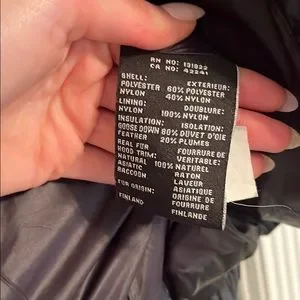 RN NO: 131822
CA NO: 42241
SHELL: EXTERIEUR:
POLYESTER 60% POLYESTER
NYLON 40% NYLON
LINING: DOUBLURE:
NYLON 100% NYLON
INSULATION: ISOLATION:
GOOSE DOWN 80% DUVET D'OIE
FEATHER 20% PLUMES
REAL FUR FOURRURE DE
HOOD TRIM: VERITABLE:
NATURAL 100% NATUREL
ASIATIC RATON
RACCOON LAVEUR
ASIATIQUE
FUR ORIGIN: ORIGINE DE
FOURRURE
FINLAND FINLANDE